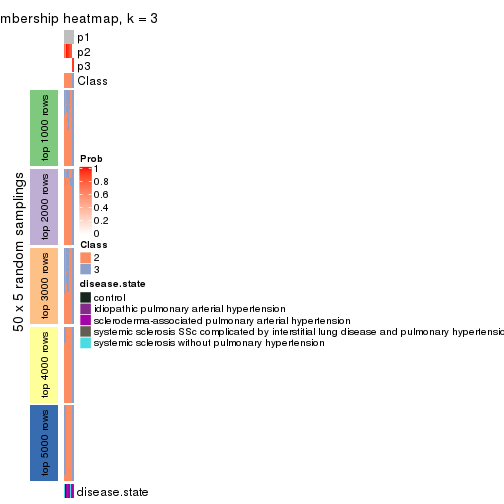 mbership heatmap, k = 3
p1
p2
p3
Class
50 x 5 random samplings
top 1000 rows
top 2000 rows
top 3000 rows
top 4000 rows
top 5000 rows
Prob
1
0.8
0.6
0.4
0.2
0
Class
2
3
disease.state
control
idiopathic pulmonary arterial hypertension
scleroderma-associated pulmonary arterial hypertension
systemic sclerosis SSc complicated by interstitial lung disease and pulmonary hypertensio
systemic sclerosis without pulmonary hypertension
disease.state